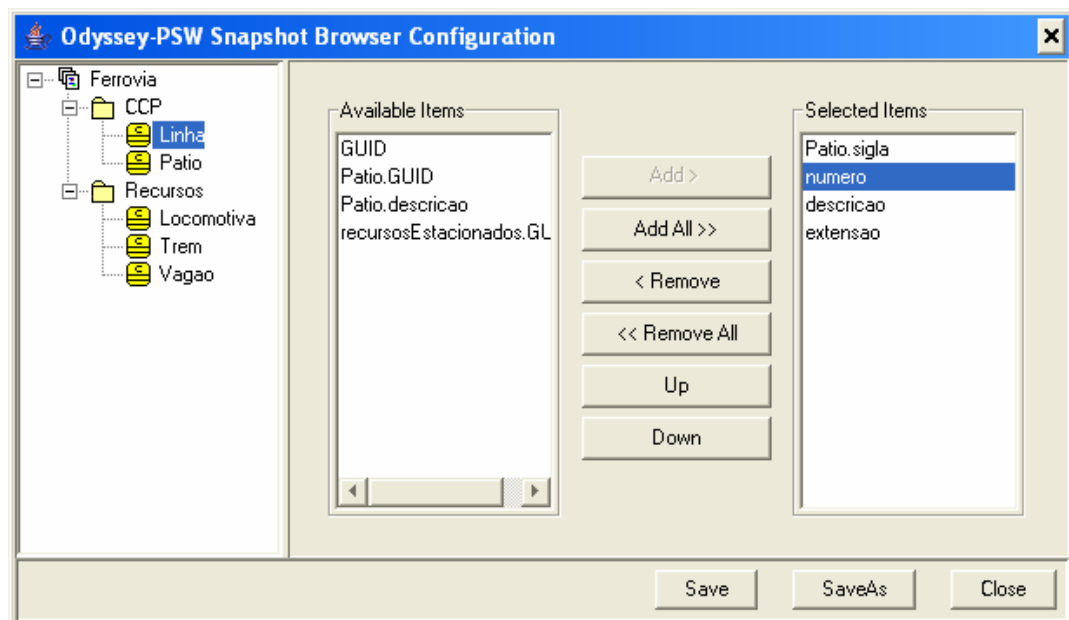 Odyssey-PSW Snapshot Browser Configuration
Ferrovia
CCP
Linha
Patio
Recursos
Locomotiva
Trem
Vagao
Available Items
GUID
Patio.GUID
Patio.descricao
recursosEstacionados.GU
Add >
Add All >>
< Remove
<< Remove All
Up
Down
Selected Items
Patio.sigla
numero
descricao
extensao
Save
SaveAs
Close